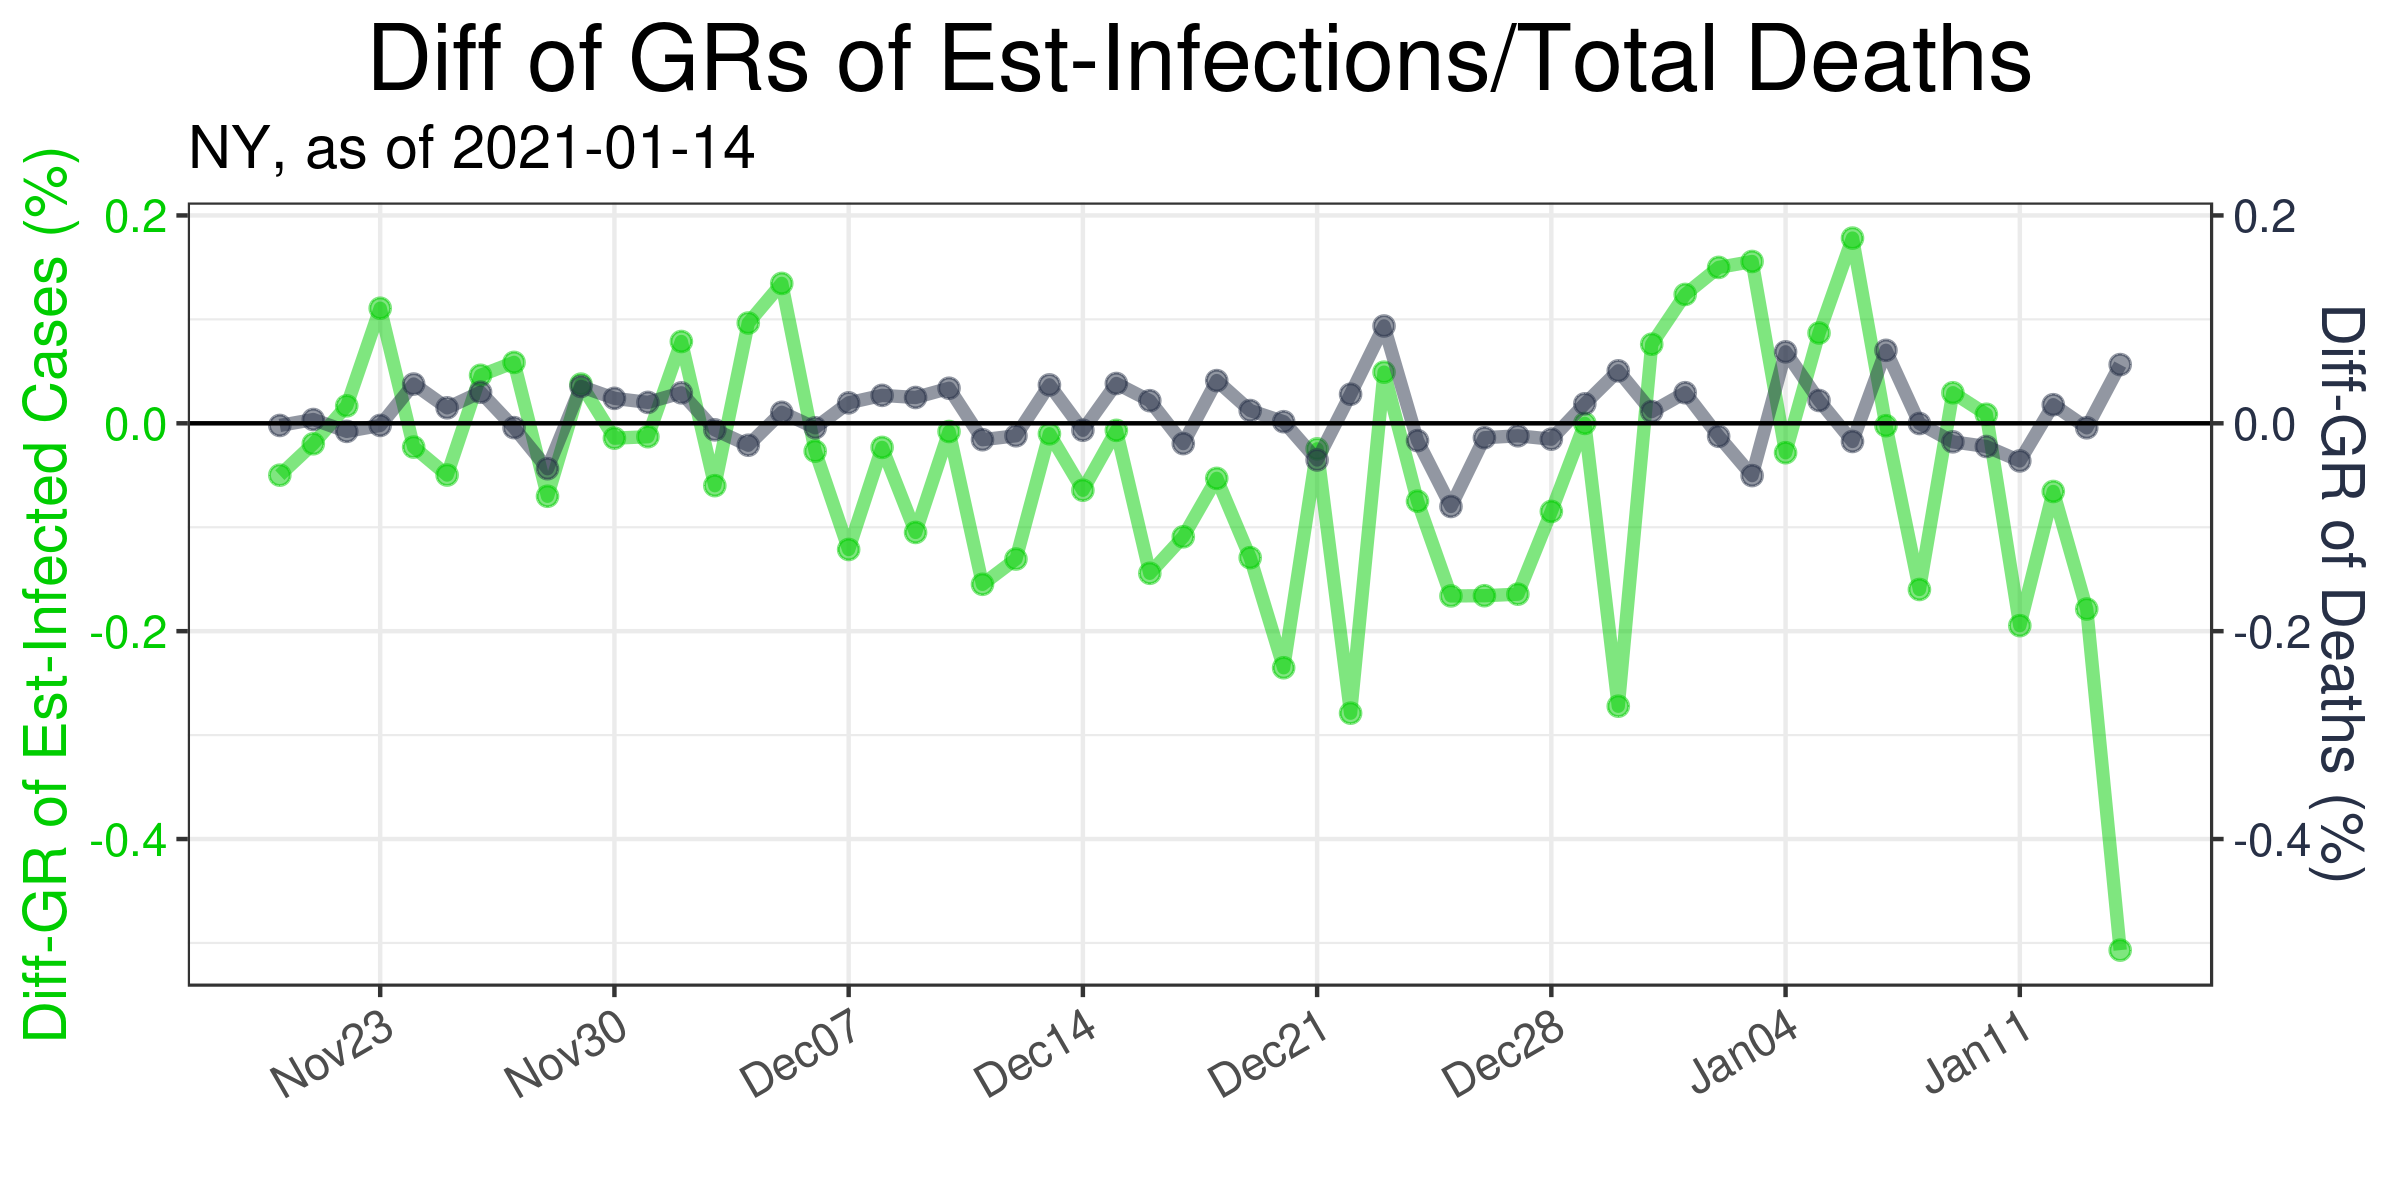 Diff of GRs of Est-Infections/Total Deaths
NY, as of 2021-01-14
Diff-GR of Est-Infected Cases (%)
0.2
0.0
-0.2
-0.4
0.2
0.0
-0.2
-0.4
Diff-GR of Deaths (%)
Nov23
Nov30
Dec07
Dec14
Dec21
Dec28
Jan04
Jan11